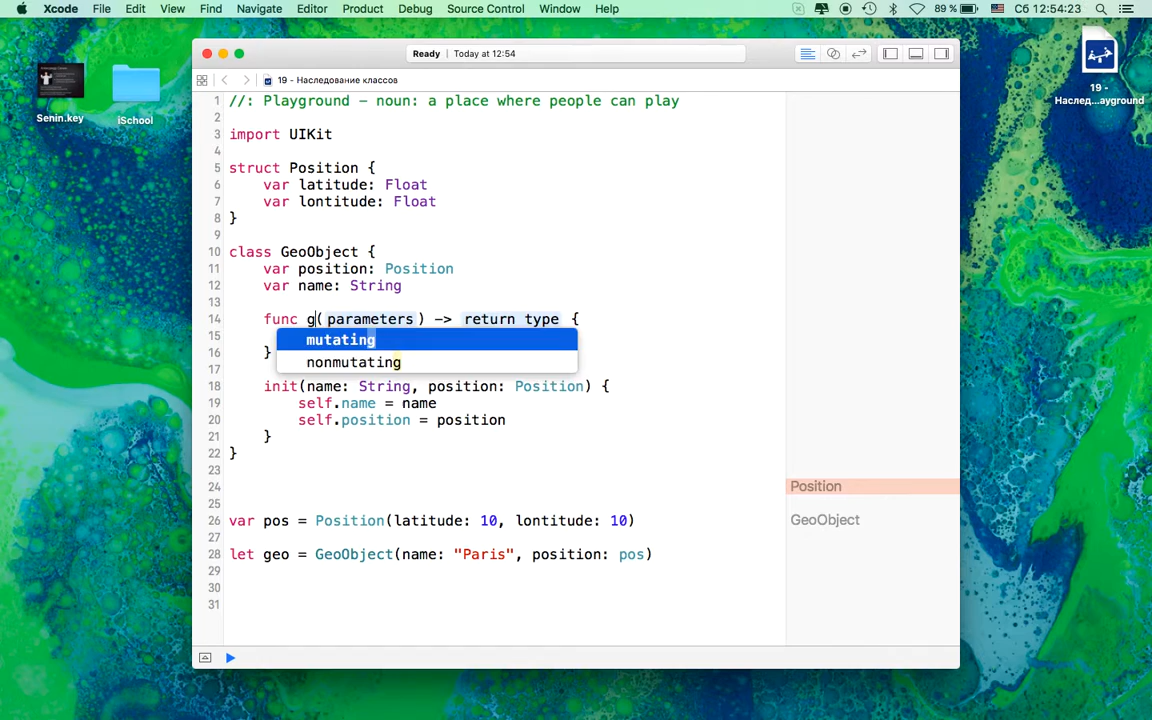 Xcode File Edit View Find Navigate Editor Product Debug Source Control Window Help 89 % Сб 12:54:23
Ready | Today at 12:54
19 - Наследование классов
Senin.key
iSchool
19 -
Наслед...ayground
1 //: Playground - noun: a place where people can play
2
3 import UIKit
4
5 struct Position {
6 var latitude: Float
7 var lontitude: Float
8 }
9
10 class GeoObject {
11 var position: Position
12 var name: String
13
14 func g(parameters) -> return type {
15 mutating
16 }
nonmutating
17
18 init(name: String, position: Position) {
19 self.name = name
20 self.position = position
21 }
22 }
23
24
25
26 var pos = Position(latitude: 10, lontitude: 10)
27
28 let geo = GeoObject(name: "Paris", position: pos)
29
30
31
Position
GeoObject